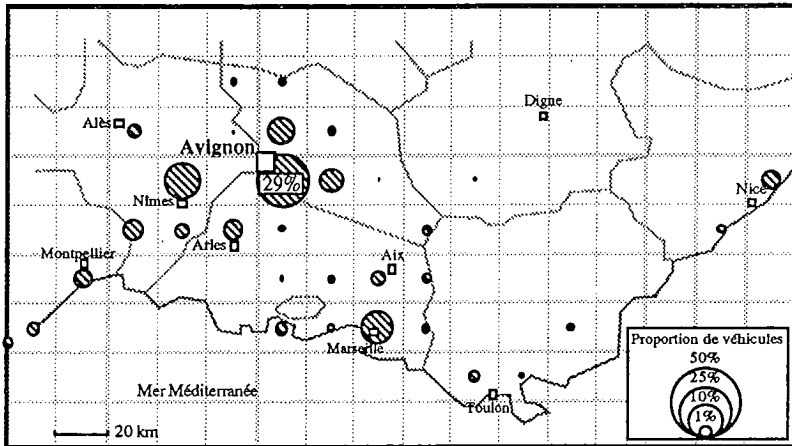 Digne
Alès
Avignon
29%
Nîmes
Nice
Arles
Montpellier
Aix
Marseille
Proportion de véhicules
50%
25%
10%
1%
Mer Méditerranée
Toulon
20 km